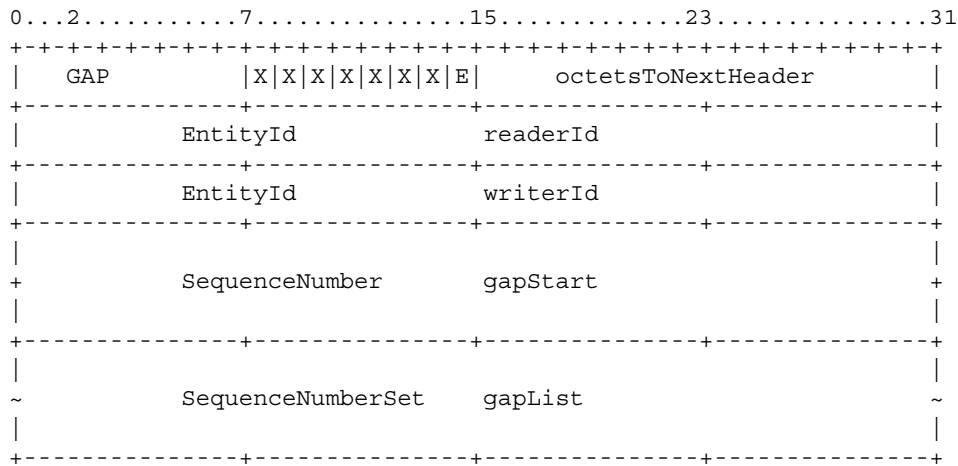 0...2...........7...............15.............23...............31
+-+-+-+-+-+-+-+-+-+-+-+-+-+-+-+-+-+-+-+-+-+-+-+-+-+-+-+-+-+-+-+-+
|   GAP         |X|X|X|X|X|X|X|E|     octetsToNextHeader        |
+---------------+---------------+---------------+---------------+
|           EntityId       readerId                             |
+---------------+---------------+---------------+---------------+
|           EntityId       writerId                             |
+---------------+---------------+---------------+---------------+
|                                                               |
+           SequenceNumber       gapStart                       +
|                                                               |
+---------------+---------------+---------------+---------------+
|                                                               |
~           SequenceNumberSet    gapList                        ~
|                                                               |
+---------------+---------------+---------------+---------------+